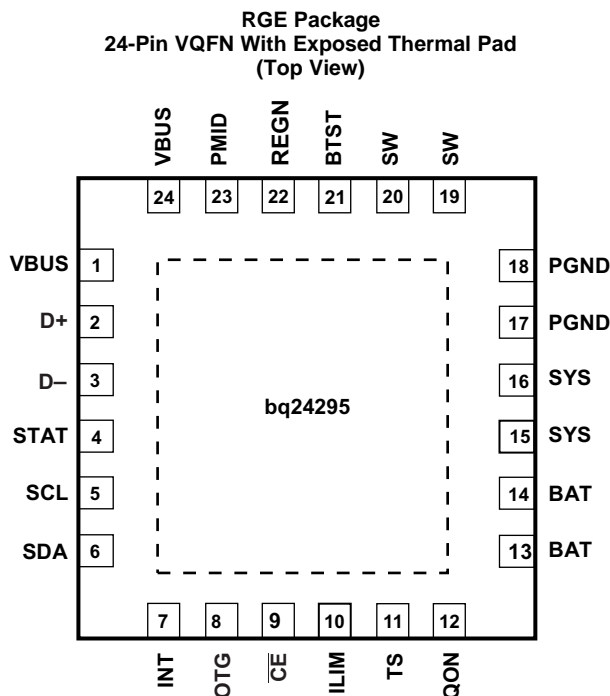 RGE Package
24-Pin VQFN With Exposed Thermal Pad
(Top View)
VBUS
PMID
REGN
BTST
SW
SW
24
23
22
21
20
19
VBUS 1
D+ 2
D– 3
STAT 4
SCL 5
SDA 6
bq24295
18 PGND
17 PGND
16 SYS
15 SYS
14 BAT
13 BAT
7
8
9
10
11
12
INT
OTG
CE
ILIM
TS
QON